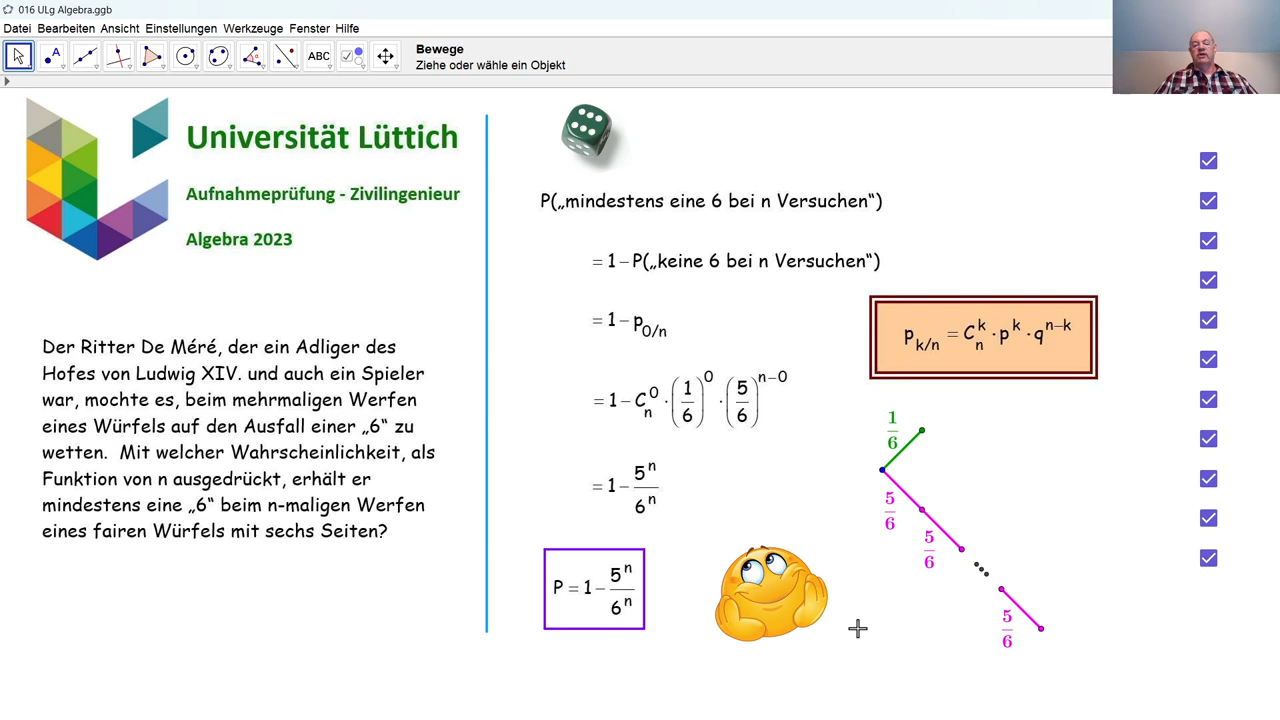 016 ULg Algebra.ggb
Datei Bearbeiten Ansicht Einstellungen Werkzeuge Fenster Hilfe
A
ABC
Bewege
Ziehe oder wähle ein Objekt
Universität Lüttich
Aufnahmeprüfung - Zivilingenieur
Algebra 2023
Der Ritter De Méré, der ein Adliger des
Hofes von Ludwig XIV. und auch ein Spieler
war, mochte es, beim mehrmaligen Werfen
eines Würfels auf den Ausfall einer „6“ zu
wetten. Mit welcher Wahrscheinlichkeit, als
Funktion von n ausgedrückt, erhält er
mindestens eine „6“ beim n-maligen Werfen
eines fairen Würfels mit sechs Seiten?
P(„mindestens eine 6 bei n Versuchen“)
= 1 – P(„keine 6 bei n Versuchen“)
= 1 – p_{0/n}
= 1 – C_n^0 · (1/6)^0 · (5/6)^{n–0}
= 1 – 5^n/6^n
P = 1 – 5^n/6^n
p_{k/n} = C_n^k · p^k · q^{n–k}
1/6
5/6
5/6
5/6